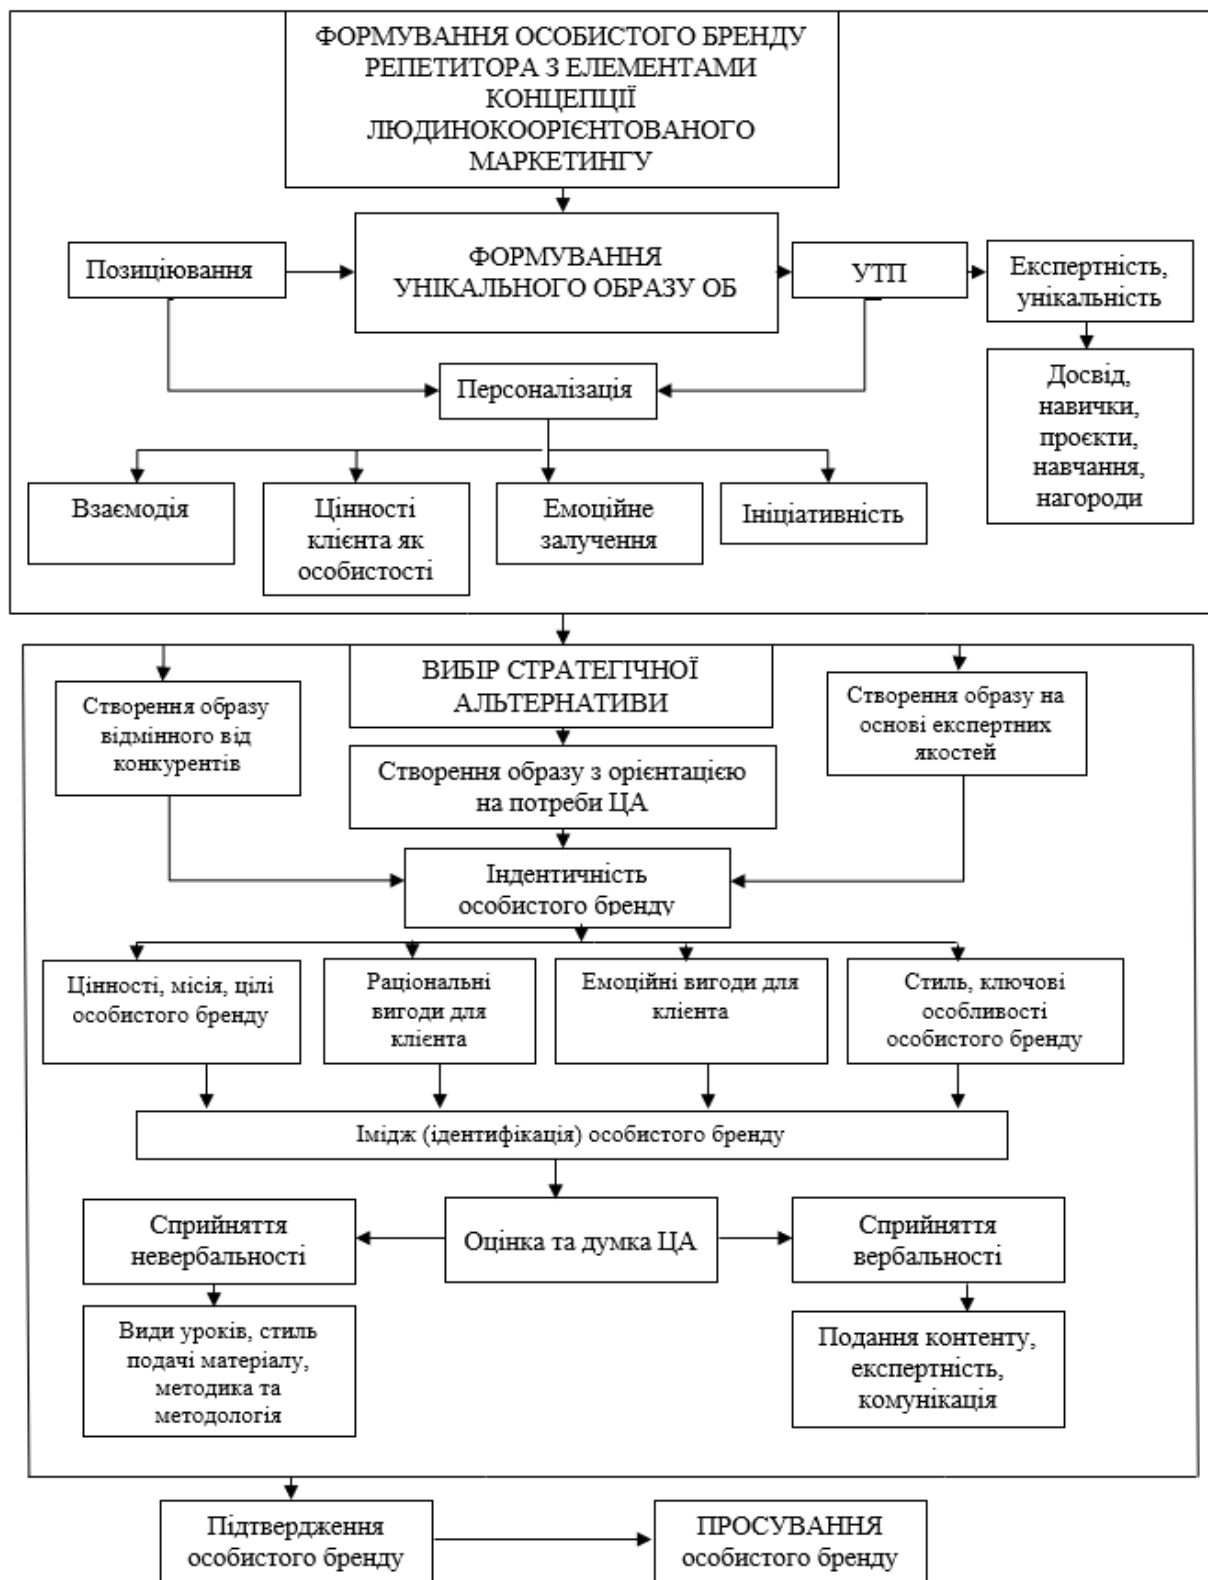 ФОРМУВАННЯ ОСОБИСТОГО БРЕНДУ
РЕПЕТИТОРА З ЕЛЕМЕНТАМИ
КОНЦЕПЦІЇ
ЛЮДИНОКООРІЄНТОВАНОГО
МАРКЕТИНГУ
Позиціювання
ФОРМУВАННЯ
УНІКАЛЬНОГО ОБРАЗУ ОБ
УТП
Експертність,
унікальність
Персоналізація
Досвід,
навички,
проєкти,
навчання,
нагороди
Взаємодія
Цінності
клієнта як
особистості
Емоційне
залучення
Ініціативність
ВИБІР СТРАТЕГІЧНОЇ
АЛЬТЕРНАТИВИ
Створення образу
відмінного від
конкурентів
Створення образу з орієнтацією
на потреби ЦА
Створення образу на
основі експертних
якостей
Індентичність
особистого бренду
Цінності, місія, цілі
особистого бренду
Раціональні
вигоди для
клієнта
Емоційні вигоди для
клієнта
Стиль, ключові
особливості
особистого бренду
Імідж (ідентифікація) особистого бренду
Сприйняття
невербальності
Оцінка та думка ЦА
Сприйняття
вербальності
Види уроків, стиль
подачі матеріалу,
методика та
методологія
Подання контенту,
експертність,
комунікація
Підтвердження
особистого бренду
ПРОСУВАННЯ
особистого бренду